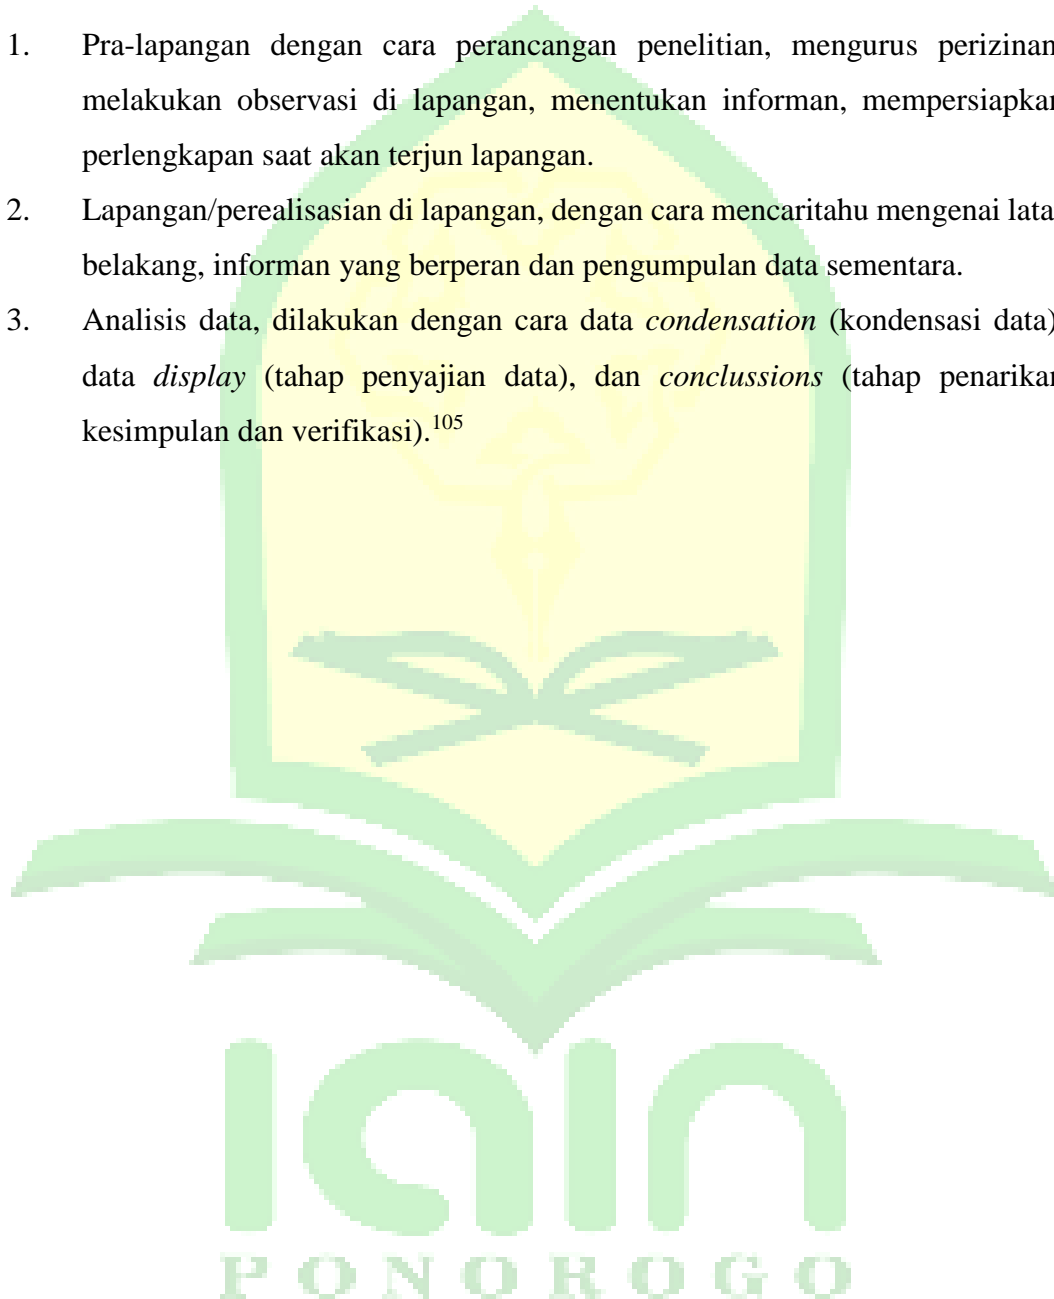 1. Pra-lapangan dengan cara perancangan penelitian, mengurus perizinan
melakukan observasi di lapangan, menentukan informan, mempersiapkan
perlengkapan saat akan terjun lapangan.
2. Lapangan/perealisasian di lapangan, dengan cara mencaritahu mengenai lata
belakang, informan yang berperan dan pengumpulan data sementara.
3. Analisis data, dilakukan dengan cara data condensation (kondensasi data)
data display (tahap penyajian data), dan conclussions (tahap penarikan
kesimpulan dan verifikasi).105
iain
PONOROGO